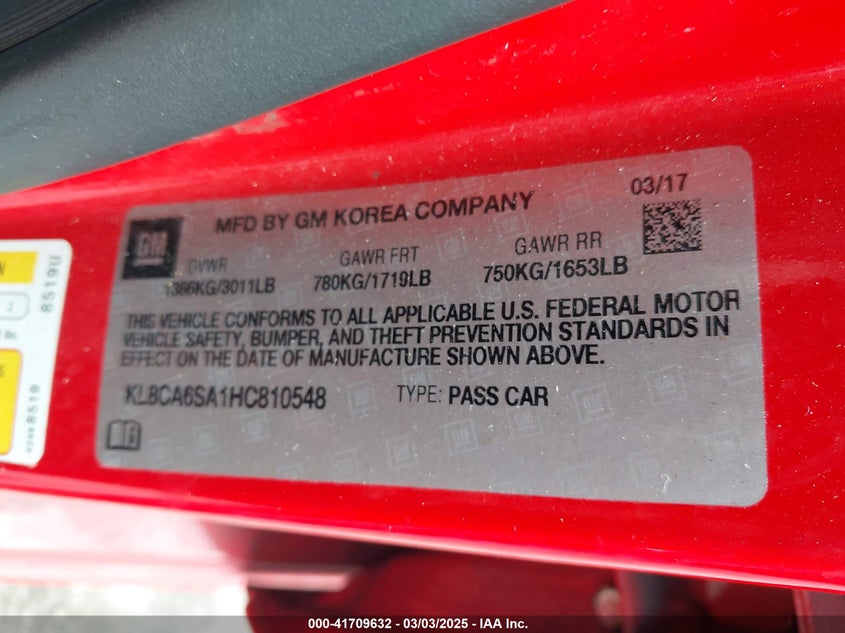 MFD BY GM KOREA COMPANY
03/17
GM
GVWR
GAWR FRT
GAWR RR
1366KG/3011LB
780KG/1719LB
750KG/1653LB
THIS VEHICLE CONFORMS TO ALL APPLICABLE U.S. FEDERAL MOTOR
VEHICLE SAFETY, BUMPER, AND THEFT PREVENTION STANDARDS IN
EFFECT ON THE DATE OF MANUFACTURE SHOWN ABOVE.
KL8CA6SA1HC810548
TYPE: PASS CAR
8519U
8519
000-41709632 - 03/03/2025 - IAA Inc.